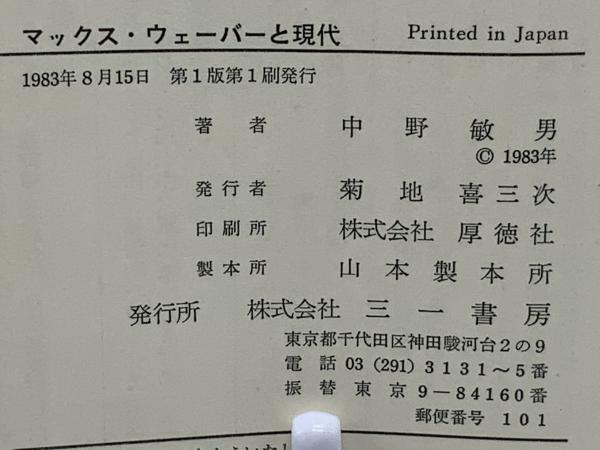 マックス・ウェーバーと現代 Printed in Japan
1983年8月15日 第1版第1刷発行
著者 中野敏男
© 1983年
発行者 菊地喜三次
印刷所 株式会社 厚徳社
製本所 山本製本所
発行所 株式会社 三一書房
東京都千代田区神田駿河台2の9
電話 03 (291) 3131～5番
振替東京 9－84160番
郵便番号 101